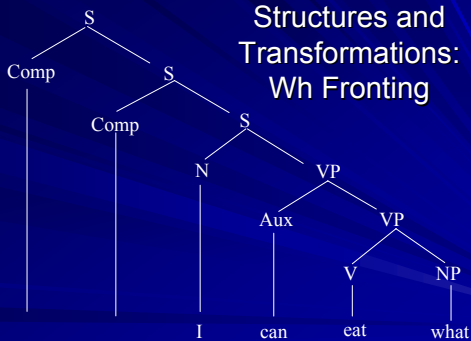 Structures and
Transformations:
Wh Fronting
S
Comp
S
Comp
S
N
VP
Aux
VP
V
NP
I can eat what